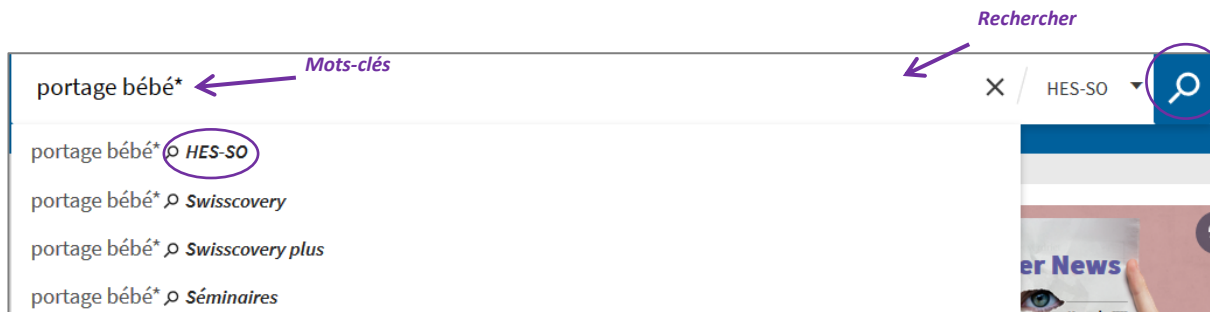 Rechercher
Mots-clés
portage bébé* HES-SO
portage bébé* HES-SO
portage bébé* Swisscovery
portage bébé* Swisscovery plus
portage bébé* Séminaires
er News